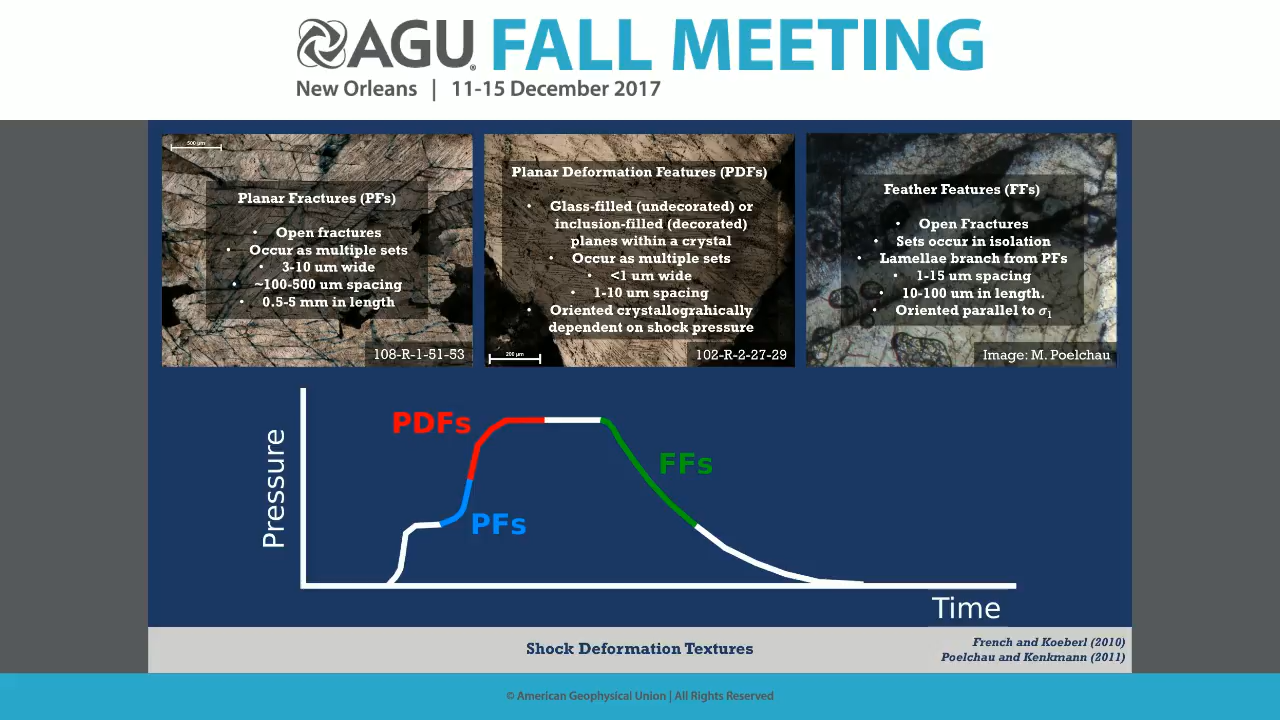 AGU FALL MEETING
New Orleans | 11-15 December 2017
500 μm
Planar Fractures (PFs)
• Open fractures
• Occur as multiple sets
• 3-10 um wide
• ~100-500 um spacing
• 0.5-5 mm in length
108-R-1-51-53
Planar Deformation Features (PDFs)
• Glass-filled (undecorated) or
inclusion-filled (decorated)
planes within a crystal
• Occur as multiple sets
• <1 um wide
• 1-10 um spacing
• Oriented crystallograhically
dependent on shock pressure
200 μm
102-R-2-27-29
Feather Features (FFs)
• Open Fractures
• Sets occur in isolation
• Lamellae branch from PFs
• 1-15 um spacing
• 10-100 um in length.
• Oriented parallel to σ₁
Image: M. Poelchau
Pressure
PDFs
PFs
FFs
Time
Shock Deformation Textures
French and Koeberl (2010)
Poelchau and Kenkmann (2011)
© American Geophysical Union | All Rights Reserved